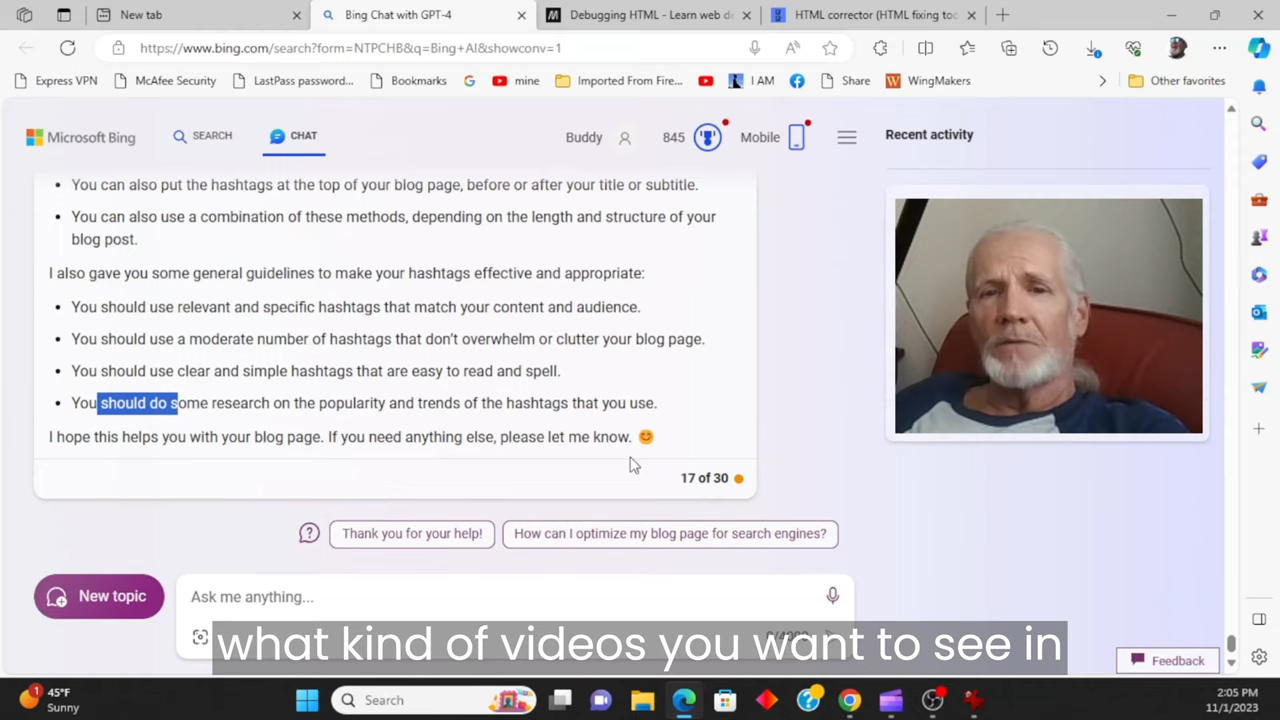 New tab
Bing Chat with GPT-4
Debugging HTML - Learn web de
HTML corrector (HTML fixing too
https://www.bing.com/search?form=NTPCHB&q=Bing+AI&showconv=1
Express VPN
McAfee Security
LastPass password...
Bookmarks
mine
Imported From Fire...
I AM
Share
WingMakers
Other favorites
Microsoft Bing
SEARCH
CHAT
Buddy
845
Mobile
Recent activity
• You can also put the hashtags at the top of your blog page, before or after your title or subtitle.
• You can also use a combination of these methods, depending on the length and structure of your
blog post.
I also gave you some general guidelines to make your hashtags effective and appropriate:
• You should use relevant and specific hashtags that match your content and audience.
• You should use a moderate number of hashtags that don't overwhelm or clutter your blog page.
• You should use clear and simple hashtags that are easy to read and spell.
• You should do some research on the popularity and trends of the hashtags that you use.
I hope this helps you with your blog page. If you need anything else, please let me know. 😊
17 of 30
Thank you for your help!
How can I optimize my blog page for search engines?
New topic
Ask me anything...
what kind of videos you want to see in
Feedback
1
45°F
Sunny
Search
2:05 PM
11/1/2023